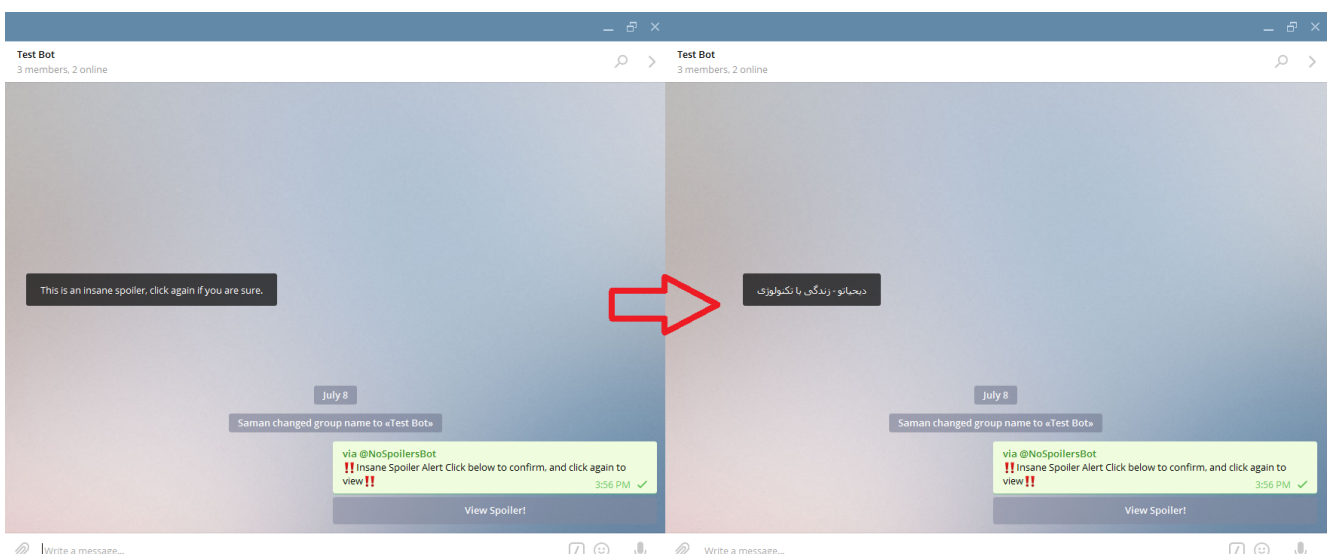 Test Bot
3 members, 2 online
This is an insane spoiler, click again if you are sure.
July 8
Saman changed group name to «Test Bot»
via @NoSpoilersBot
‼️Insane Spoiler Alert Click below to confirm, and click again to
view‼️
3:56 PM
View Spoiler!
Write a message...
Test Bot
3 members, 2 online
دیجیاتو - زندگی با تکنولوژی
July 8
Saman changed group name to «Test Bot»
via @NoSpoilersBot
‼️Insane Spoiler Alert Click below to confirm, and click again to
view‼️
3:56 PM
View Spoiler!
Write a message...